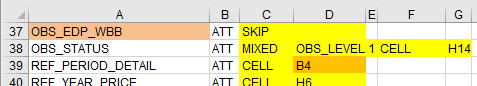 A B C D E F G
37 OBS_EDP_WBB ATT SKIP
38 OBS_STATUS ATT MIXED OBS_LEVEL 1 CELL H14
39 REF_PERIOD_DETAIL ATT CELL B4
40 REF_YEAR_PRICE ATT CELL H6